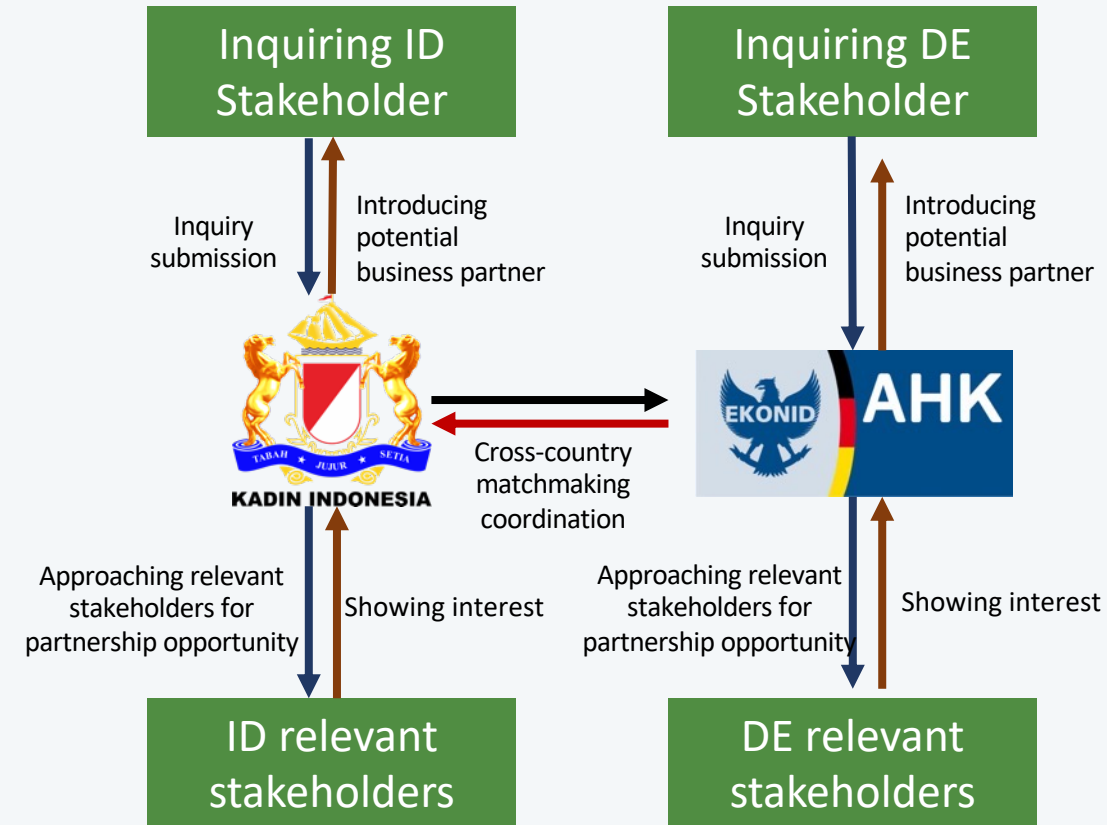 Inquiring ID
Stakeholder
Inquiring DE
Stakeholder
Inquiry
submission
Introducing
potential
business partner
Inquiry
submission
Introducing
potential
business partner
TABAH ★ JUJUR ★ SETIA
KADIN INDONESIA
EKONID
AHK
Cross-country
matchmaking
coordination
Approaching relevant
stakeholders for
partnership opportunity
Showing interest
Approaching relevant
stakeholders for
partnership opportunity
Showing interest
ID relevant
stakeholders
DE relevant
stakeholders